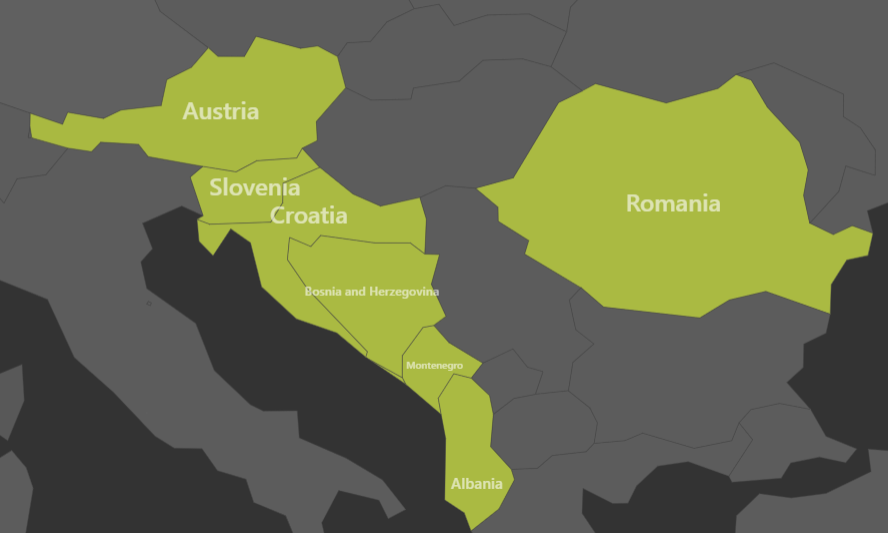 Austria
Slovenia
Romania
Croatia
Bosnia and Herzegovina
Montenegro
Albania